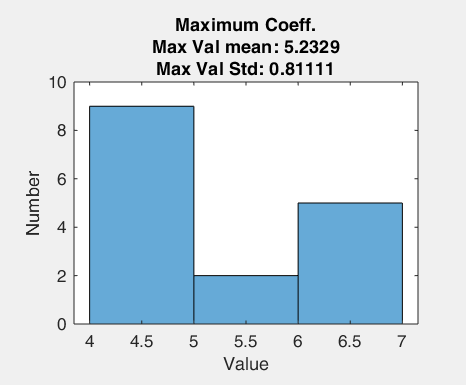 Maximum Coeff.
Max Val mean: 5.2329
Max Val Std: 0.81111
10
8
6
4
2
0
Number
4 4.5 5 5.5 6 6.5 7
Value